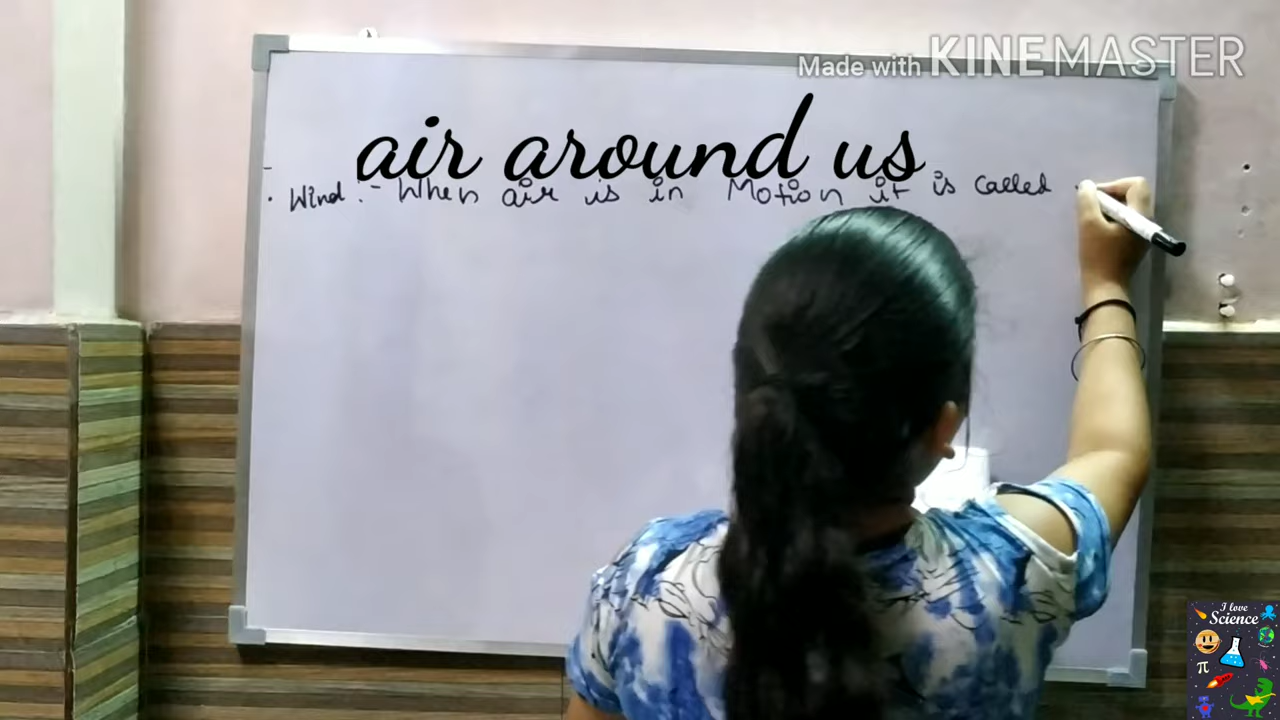 Made with KINEMASTER
air around us
· Wind :- When air is in Motion it is called
I love
Science
π